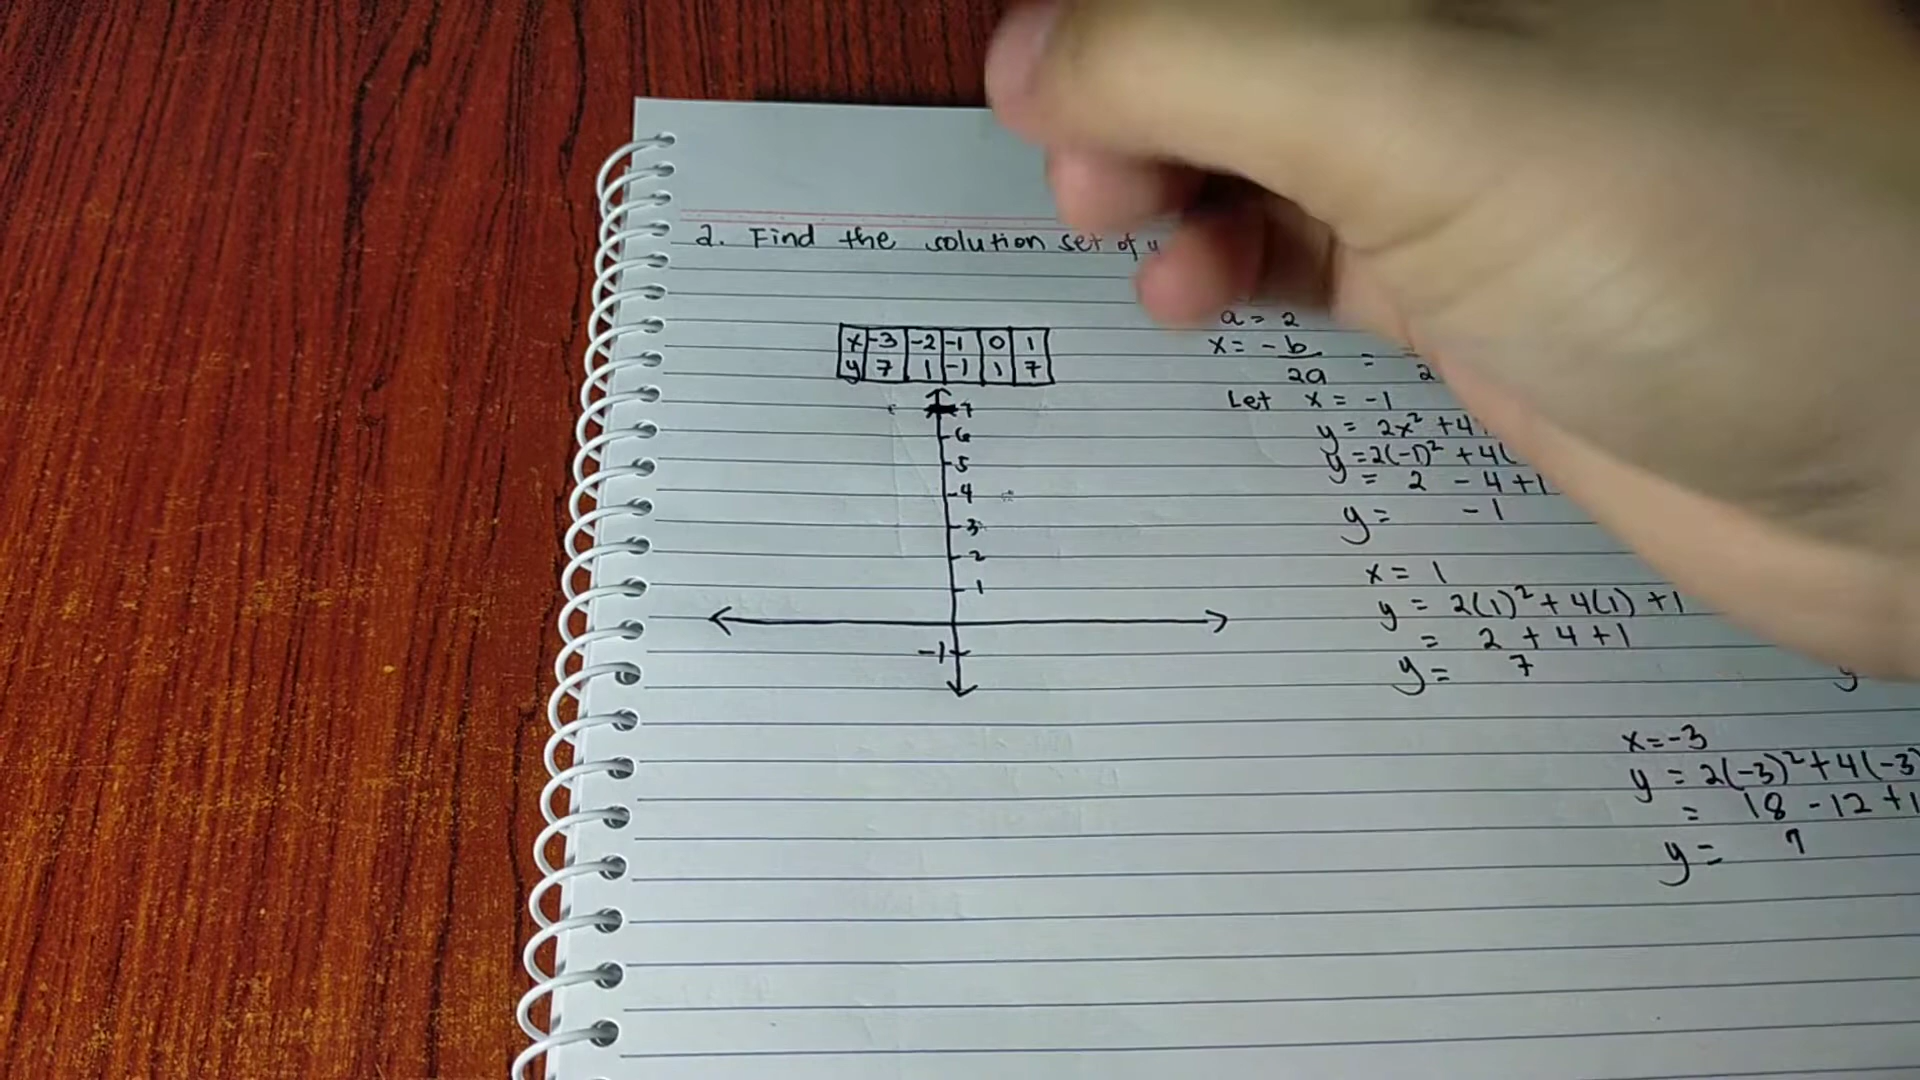 2. Find the solution set of y
x -3 -2 -1 0 1
y 7 1 -1 1 7
7
6
5
4
3
2
1
-1
a = 2
x = -b = 
2a 2
Let x = -1
y = 2x² + 4
y = 2(-1)² + 4(
= 2 - 4 + 1
y = -1
x = 1
y = 2(1)² + 4(1) + 1
= 2 + 4 + 1
y = 7
y
x = -3
y = 2(-3)² + 4(-3)
= 18 - 12 + 1
y = 7